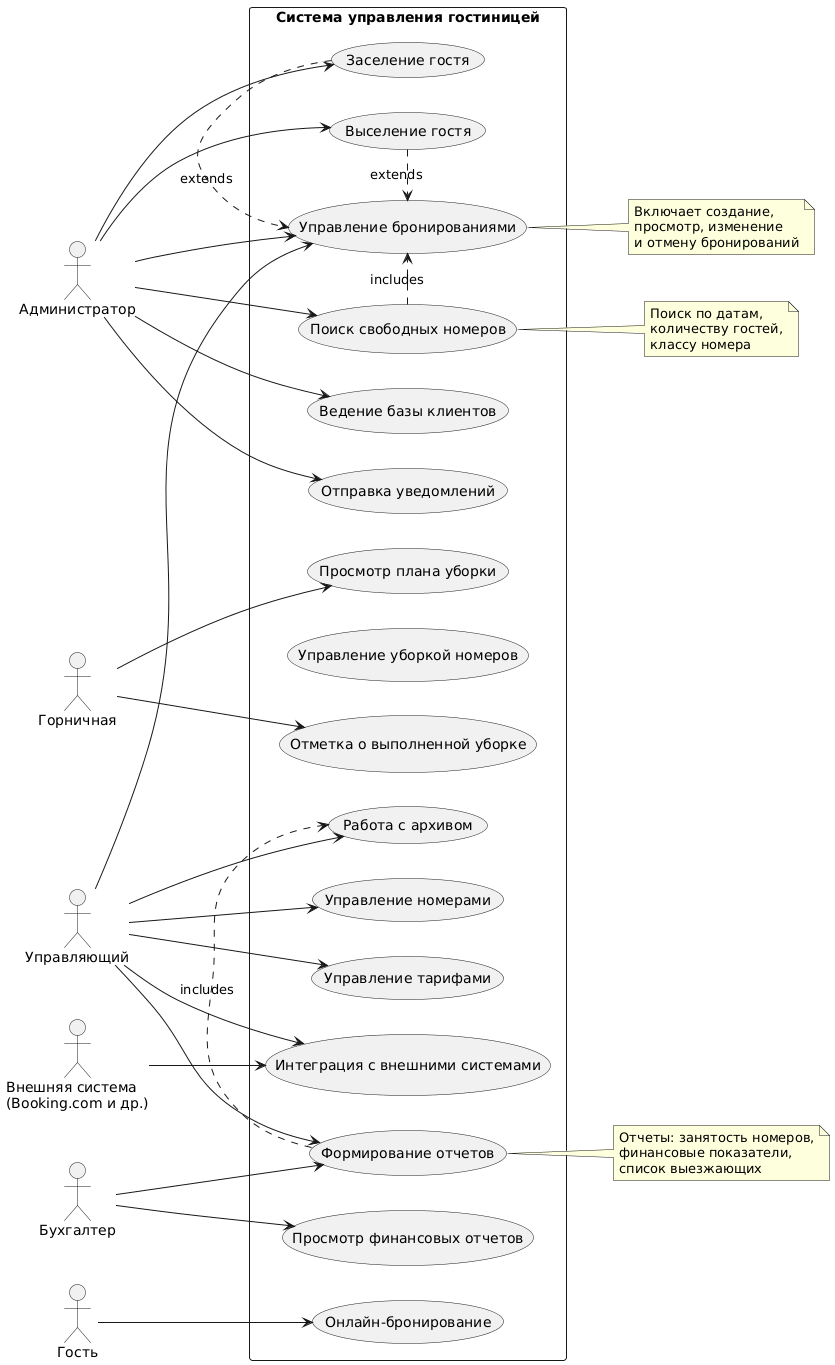 Система управления гостиницей
Заселение гостя
Выселение гостя
extends
extends
Управление бронированиями
Включает создание,
просмотр, изменение
и отмену бронирований
includes
Администратор
Поиск свободных номеров
Поиск по датам,
количеству гостей,
классу номера
Ведение базы клиентов
Отправка уведомлений
Просмотр плана уборки
Управление уборкой номеров
Горничная
Отметка о выполненной уборке
Работа с архивом
Управление номерами
Управляющий
Управление тарифами
includes
Интеграция с внешними системами
Внешняя система
(Booking.com и др.)
Формирование отчетов
Отчеты: занятость номеров,
финансовые показатели,
список выезжающих
Бухгалтер
Просмотр финансовых отчетов
Онлайн-бронирование
Гость